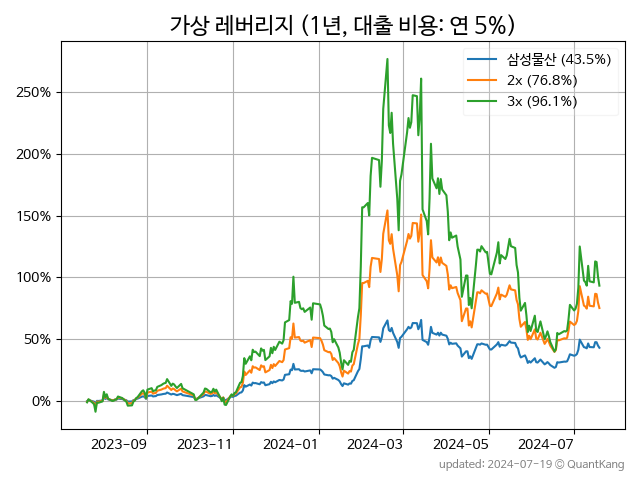 가상 레버리지 (1년, 대출 비용: 연 5%)
삼성물산 (43.5%)
2x (76.8%)
3x (96.1%)
250%
200%
150%
100%
50%
0%
2023-09 2023-11 2024-01 2024-03 2024-05 2024-07
updated: 2024-07-19 © QuantKang